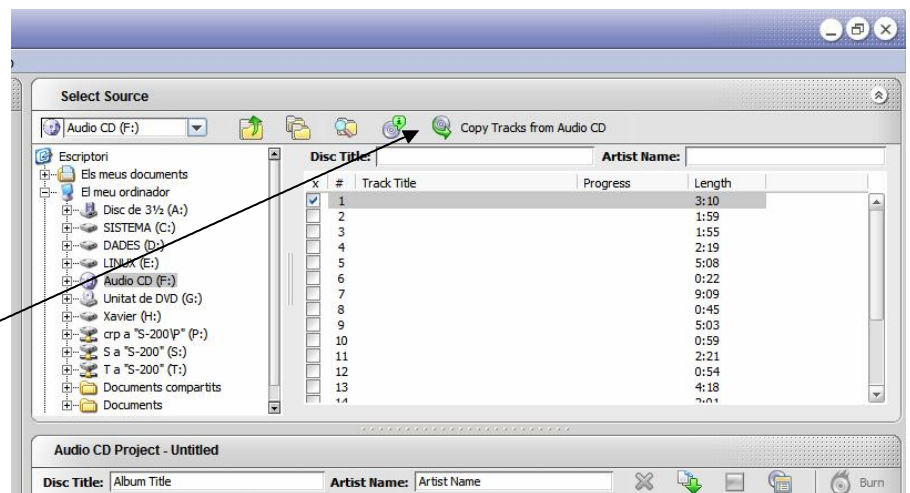 Select Source
Audio CD (F:)
Copy Tracks from Audio CD
Escriptori
Els meus documents
El meu ordinador
Disc de 3½ (A:)
SISTEMA (C:)
DADES (D:)
LINUX (E:)
Audio CD (F:)
Unitat de DVD (G:)
Xavier (H:)
crp a "S-200\P" (P:)
S a "S-200" (S:)
T a "S-200" (T:)
Documents compartits
Documents
Disc Title: Artist Name:
x # Track Title Progress Length
1 3:10
2 1:59
3 1:55
4 2:19
5 5:08
6 0:22
7 9:09
8 0:45
9 5:03
10 0:59
11 2:21
12 0:54
13 4:18
14
Audio CD Project - Untitled
Disc Title: Album Title Artist Name: Artist Name Burn